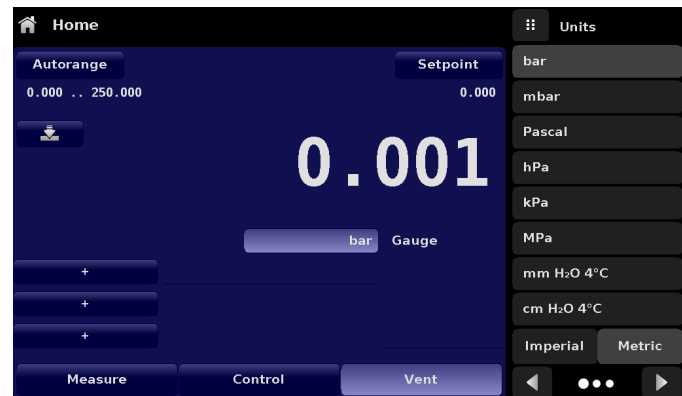 Home
Units
Autorange
Setpoint
0.000 .. 250.000
0.000
0.001
bar Gauge
+
+
+
Measure Control Vent
bar
mbar
Pascal
hPa
kPa
MPa
mm H₂O 4°C
cm H₂O 4°C
Imperial Metric